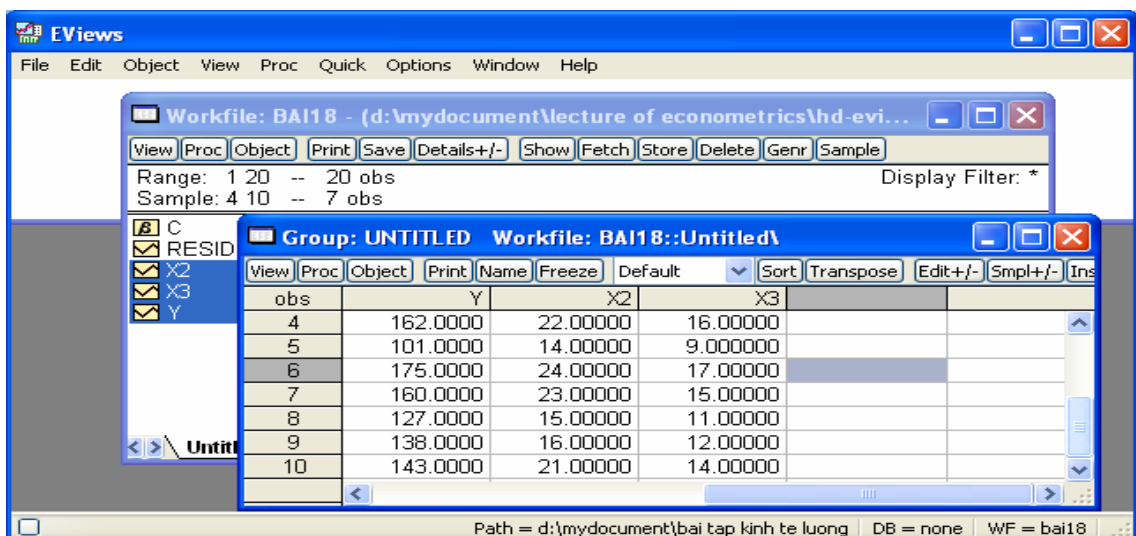 EViews
File Edit Object View Proc Quick Options Window Help
Workfile: BAI18 - (d:\mydocument\lecture of econometrics\hd-evi...
View Proc Object Print Save Details+/- Show Fetch Store Delete Genr Sample
Range: 1 20 -- 20 obs Display Filter: *
Sample: 4 10 -- 7 obs
β C
RESID
X2
X3
Y
Untitl
Group: UNTITLED Workfile: BAI18::Untitled\
View Proc Object Print Name Freeze Default Sort Transpose Edit+/- Smpl+/- Ins
obs Y X2 X3
4 162.0000 22.00000 16.00000
5 101.0000 14.00000 9.000000
6 175.0000 24.00000 17.00000
7 160.0000 23.00000 15.00000
8 127.0000 15.00000 11.00000
9 138.0000 16.00000 12.00000
10 143.0000 21.00000 14.00000
Path = d:\mydocument\bai tap kinh te luong DB = none WF = bai18